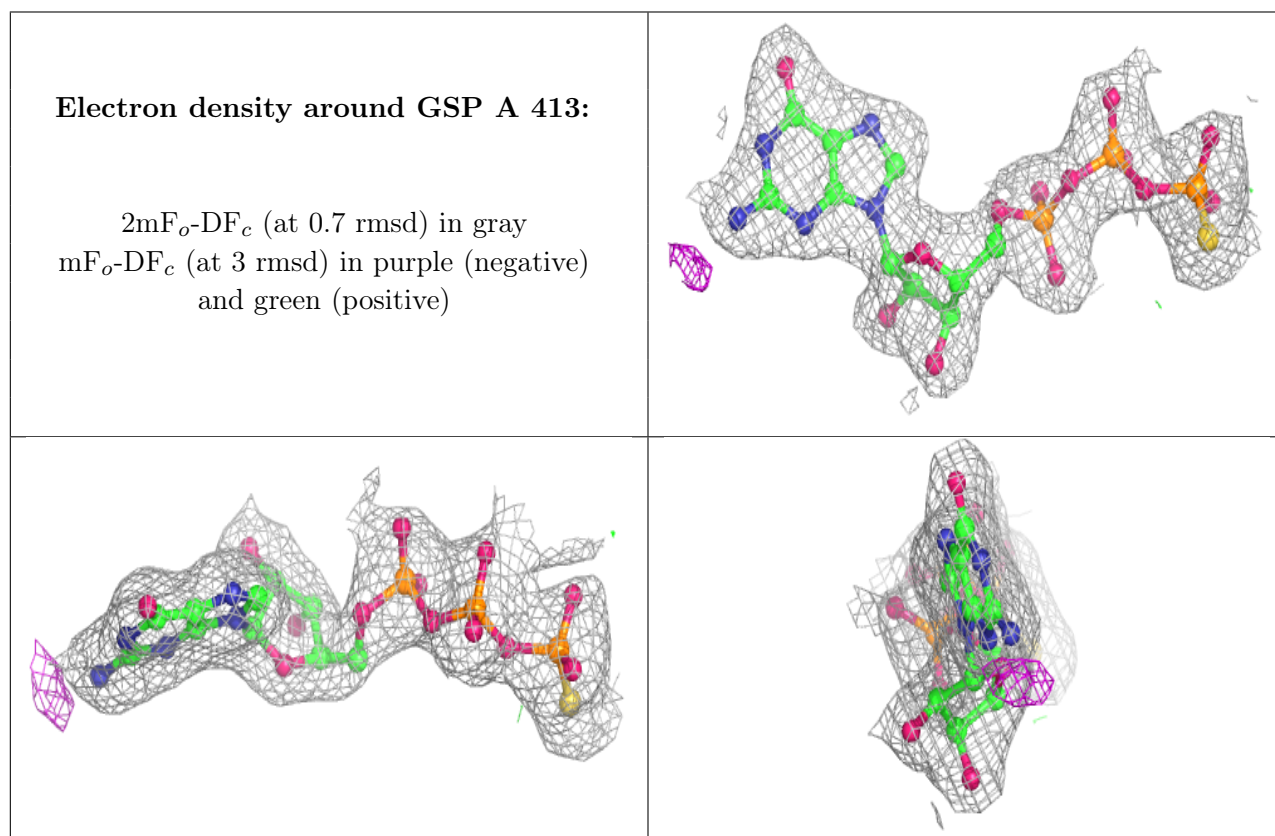 Electron density around GSP A 413:
2mFₒ-DF𝒸 (at 0.7 rmsd) in gray
mFₒ-DF𝒸 (at 3 rmsd) in purple (negative)
and green (positive)